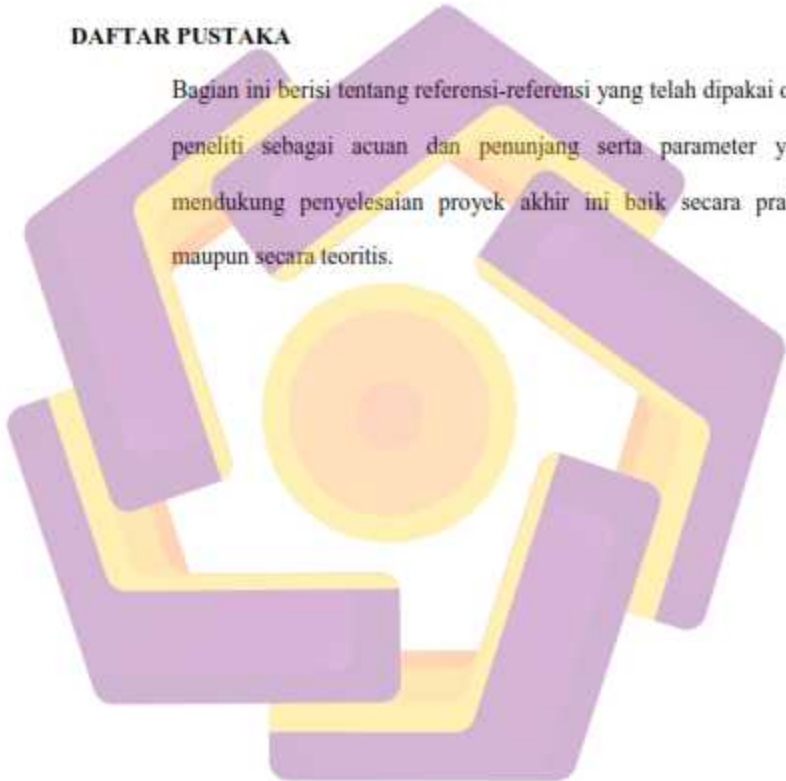 DAFTAR PUSTAKA
Bagian ini berisi tentang referensi-referensi yang telah dipakai
peneliti sebagai acuan dan penunjang serta parameter
mendukung penyelesaian proyek akhir ini baik secara
maupun secara teoritis.